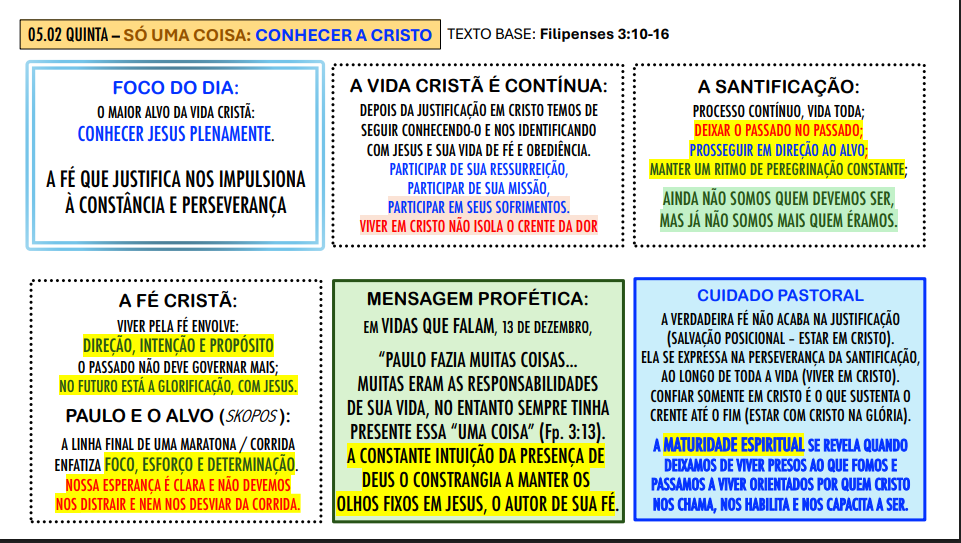 05.02 QUINTA – SÓ UMA COISA: CONHECER A CRISTO TEXTO BASE: Filipenses 3:10-16
FOCO DO DIA:
O MAIOR ALVO DA VIDA CRISTÃ:
CONHECER JESUS PLENAMENTE.
A FÉ QUE JUSTIFICA NOS IMPULSIONA
À CONSTÂNCIA E PERSEVERANÇA
A VIDA CRISTÃ É CONTÍNUA:
DEPOIS DA JUSTIFICAÇÃO EM CRISTO TEMOS DE
SEGUIR CONHECENDO-O E NOS IDENTIFICANDO
COM JESUS E SUA VIDA DE FÉ E OBEDIÊNCIA.
PARTICIPAR DE SUA RESSURREIÇÃO,
PARTICIPAR DE SUA MISSÃO,
PARTICIPAR EM SEUS SOFRIMENTOS.
VIVER EM CRISTO NÃO ISOLA O CRENTE DA DOR
A SANTIFICAÇÃO:
PROCESSO CONTÍNUO, VIDA TODA;
DEIXAR O PASSADO NO PASSADO;
PROSSEGUIR EM DIREÇÃO AO ALVO;
MANTER UM RITMO DE PEREGRINAÇÃO CONSTANTE;
AINDA NÃO SOMOS QUEM DEVEMOS SER,
MAS JÁ NÃO SOMOS MAIS QUEM ÉRAMOS.
A FÉ CRISTÃ:
VIVER PELA FÉ ENVOLVE:
DIREÇÃO, INTENÇÃO E PROPÓSITO
O PASSADO NÃO DEVE GOVERNAR MAIS;
NO FUTURO ESTÁ A GLORIFICAÇÃO, COM JESUS.
PAULO E O ALVO (SKOPOS ):
A LINHA FINAL DE UMA MARATONA / CORRIDA
ENFATIZA FOCO, ESFORÇO E DETERMINAÇÃO.
NOSSA ESPERANÇA É CLARA E NÃO DEVEMOS
NOS DISTRAIR E NEM NOS DESVIAR DA CORRIDA.
MENSAGEM PROFÉTICA:
EM VIDAS QUE FALAM, 13 DE DEZEMBRO,
“PAULO FAZIA MUITAS COISAS...
MUITAS ERAM AS RESPONSABILIDADES
DE SUA VIDA, NO ENTANTO SEMPRE TINHA
PRESENTE ESSA “UMA COISA” (Fp. 3:13).
A CONSTANTE INTUIÇÃO DA PRESENÇA DE
DEUS O CONSTRANGIA A MANTER OS
OLHOS FIXOS EM JESUS, O AUTOR DE SUA FÉ.
CUIDADO PASTORAL
A VERDADEIRA FÉ NÃO ACABA NA JUSTIFICAÇÃO
(SALVAÇÃO POSICIONAL – ESTAR EM CRISTO).
ELA SE EXPRESSA NA PERSEVERANÇA DA SANTIFICAÇÃO,
AO LONGO DE TODA A VIDA (VIVER EM CRISTO).
CONFIAR SOMENTE EM CRISTO É O QUE SUSTENTA O
CRENTE ATÉ O FIM (ESTAR COM CRISTO NA GLÓRIA).
A MATURIDADE ESPIRITUAL SE REVELA QUANDO
DEIXAMOS DE VIVER PRESOS AO QUE FOMOS E
PASSAMOS A VIVER ORIENTADOS POR QUEM CRISTO
NOS CHAMA, NOS HABILITA E NOS CAPACITA A SER.